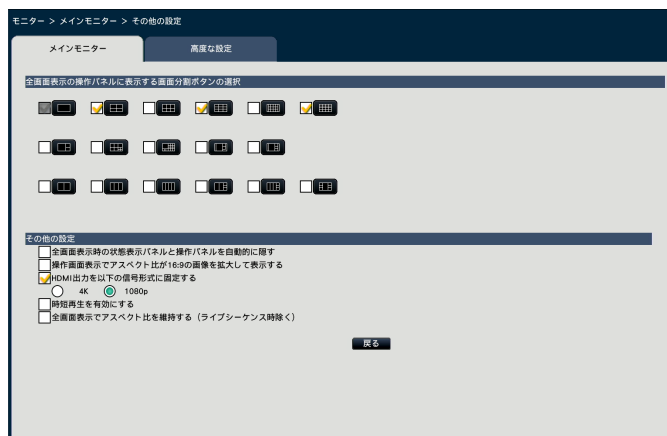 モニター > メインモニター > その他の設定
メインモニター 高度な設定
全画面表示の操作パネルに表示する画面分割ボタンの選択
その他の設定
全画面表示時の状態表示パネルと操作パネルを自動的に隠す
操作画面表示でアスペクト比が16:9の画像を拡大して表示する
HDMI出力を以下の信号形式に固定する
4K 1080p
時短再生を有効にする
全画面表示でアスペクト比を維持する（ライブシーケンス時除く）
戻る